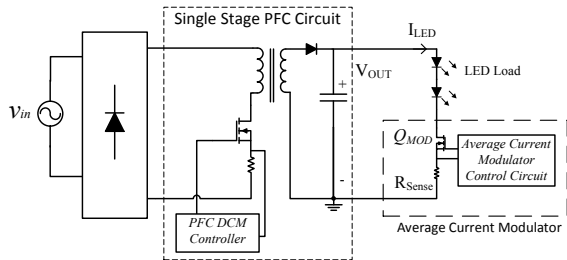 Single Stage PFC Circuit
I_LED
V_OUT
+
-
LED Load
v_in
Q_MOD
Average Current
Modulator
Control Circuit
R_Sense
PFC DCM
Controller
Average Current Modulator